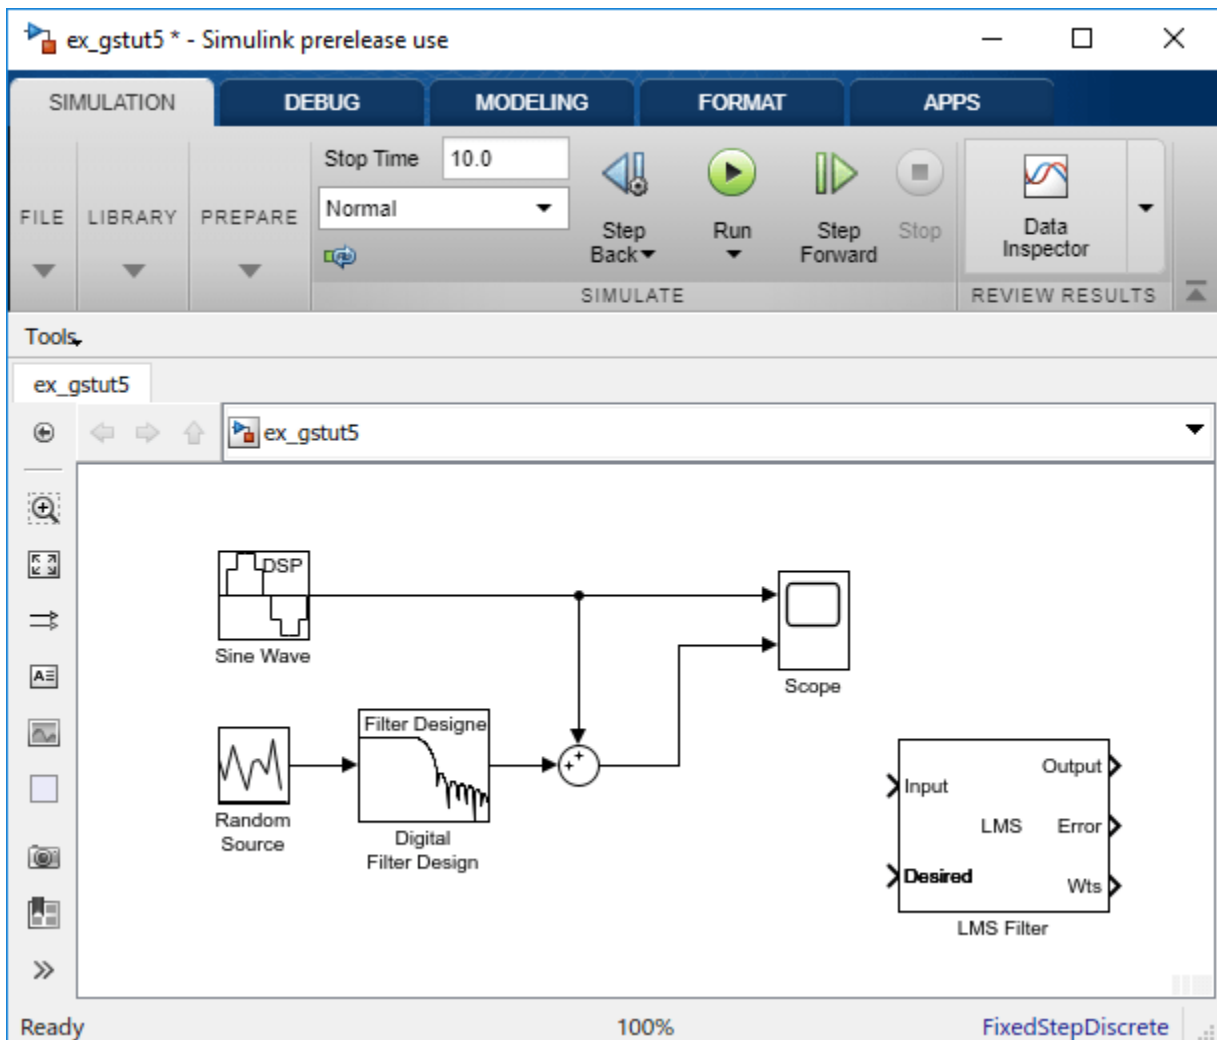 ex_gstut5 * - Simulink prerelease use
SIMULATION DEBUG MODELING FORMAT APPS
FILE LIBRARY PREPARE
Stop Time 10.0
Normal
Step Back
Run
Step Forward
Stop
Data Inspector
SIMULATE
REVIEW RESULTS
Tools
ex_gstut5
ex_gstut5
DSP
Sine Wave
Scope
Random
Source
Filter Designe
Digital
Filter Design
Input
Desired
LMS
Output
Error
Wts
LMS Filter
Ready 100% FixedStepDiscrete